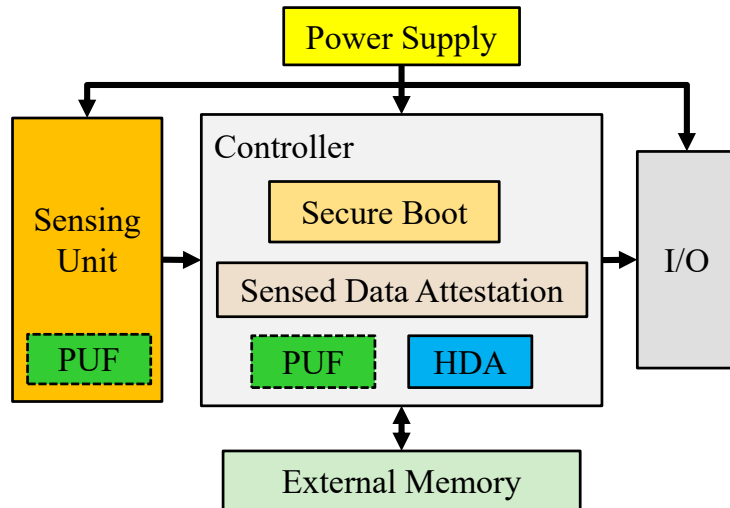 Power Supply
Controller
Secure Boot
Sensing
Unit
I/O
Sensed Data Attestation
PUF
PUF
HDA
External Memory